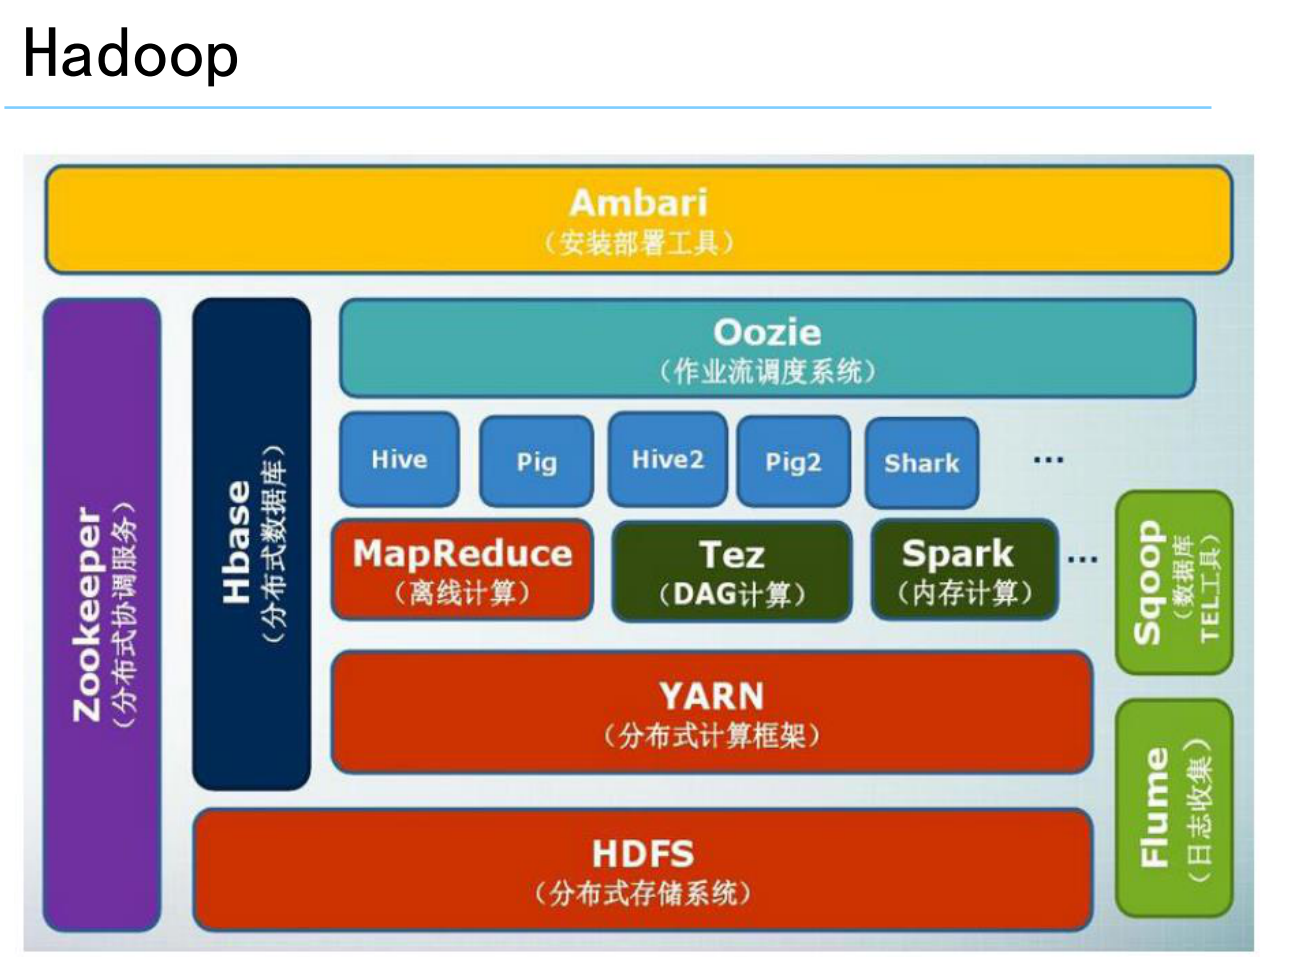 Hadoop
Ambari
（安装部署工具）
Zookeeper
（分布式协调服务）
Hbase
（分布式数据库）
Oozie
（作业流调度系统）
Hive
Pig
Hive2
Pig2
Shark
...
MapReduce
（离线计算）
Tez
（DAG计算）
Spark
（内存计算）
...
YARN
（分布式计算框架）
HDFS
（分布式存储系统）
Sqoop
（数据库
TEL工具）
Flume
（日志收集）